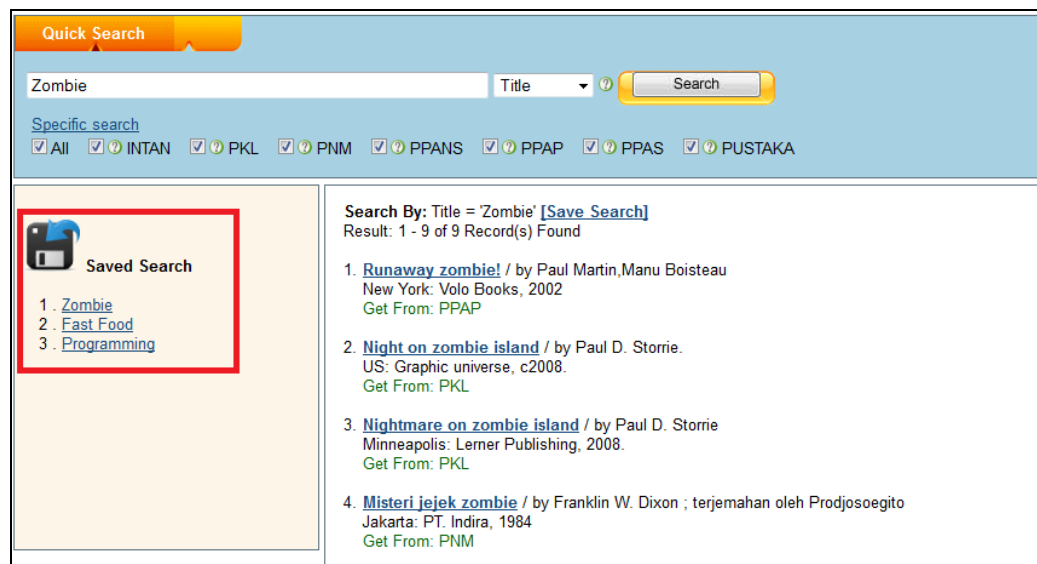 Quick Search
Zombie Title Search
Specific search
All INTAN PKL PNM PPANS PPAP PPAS PUSTAKA
Saved Search
1 . Zombie
2 . Fast Food
3 . Programming
Search By: Title = 'Zombie' [Save Search]
Result: 1 - 9 of 9 Record(s) Found
1. Runaway zombie! / by Paul Martin,Manu Boisteau
New York: Volo Books, 2002
Get From: PPAP
2. Night on zombie island / by Paul D. Storrie.
US: Graphic universe, c2008.
Get From: PKL
3. Nightmare on zombie island / by Paul D. Storrie
Minneapolis: Lerner Publishing, 2008.
Get From: PKL
4. Misteri jejek zombie / by Franklin W. Dixon ; terjemahan oleh Prodjosoegito
Jakarta: PT. Indira, 1984
Get From: PNM